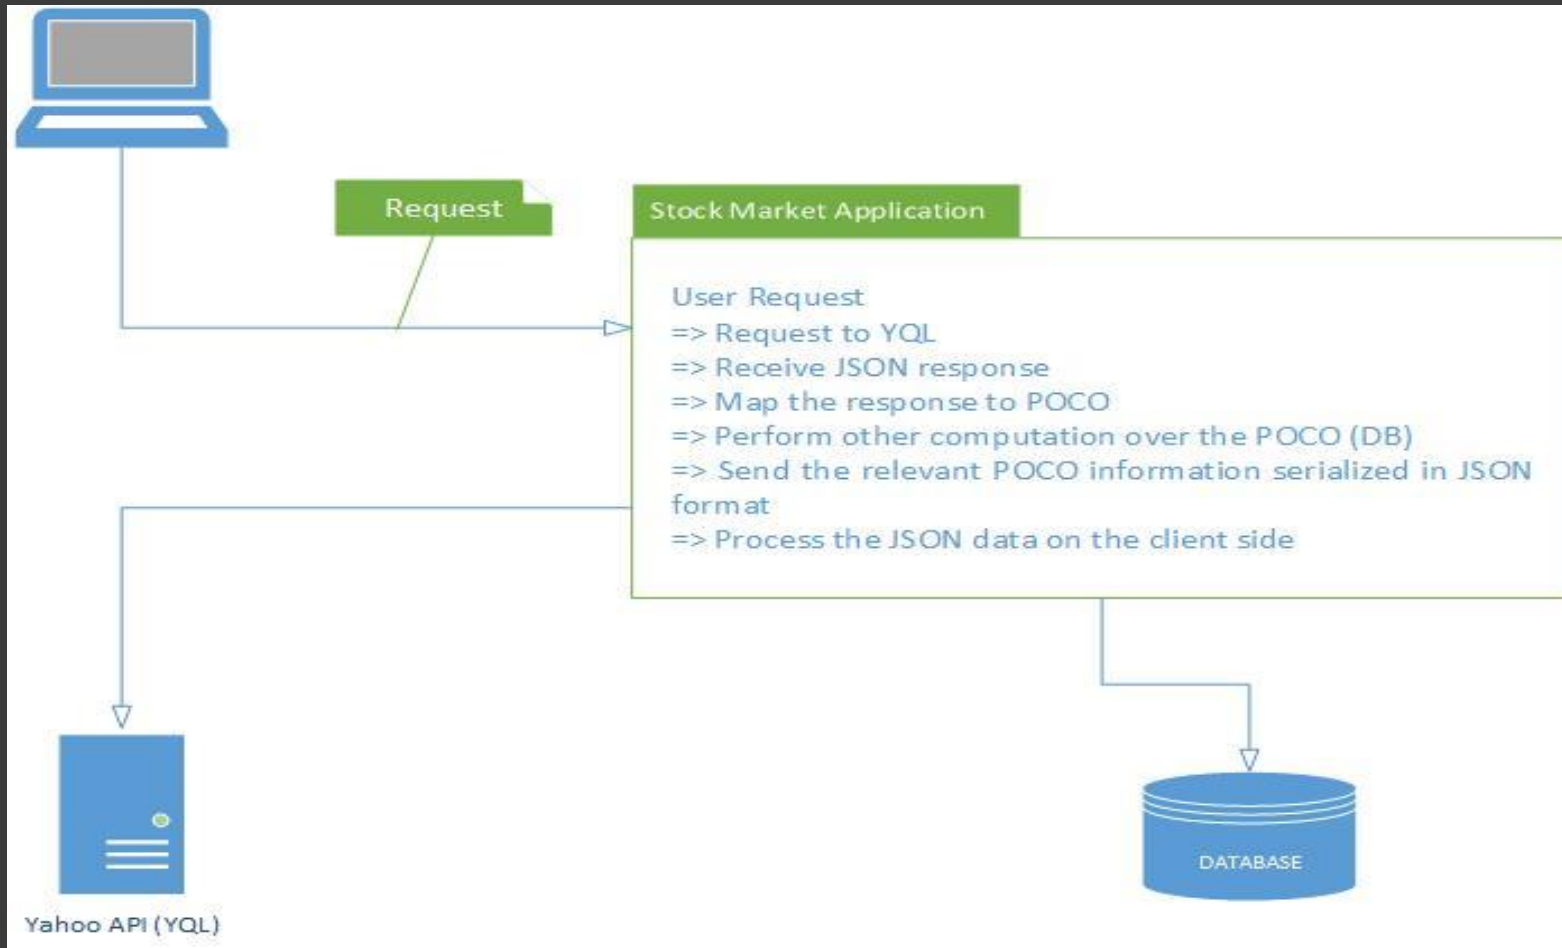 Request
Stock Market Application
User Request
=> Request to YQL
=> Receive JSON response
=> Map the response to POCO
=> Perform other computation over the POCO (DB)
=> Send the relevant POCO information serialized in JSON
format
=> Process the JSON data on the client side
DATABASE
Yahoo API (YQL)